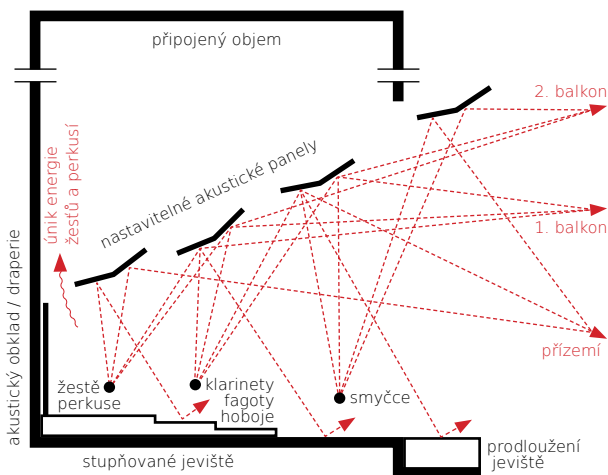 připojený objem
2. balkon
nastavitelné akustické panely
únik energie
žesťů a perkusí
1. balkon
akustický obklad / draperie
přízemí
žestě
perkuse
klarinety
fagoty
hoboje
smyčce
stupňované jeviště
prodloužení
jeviště